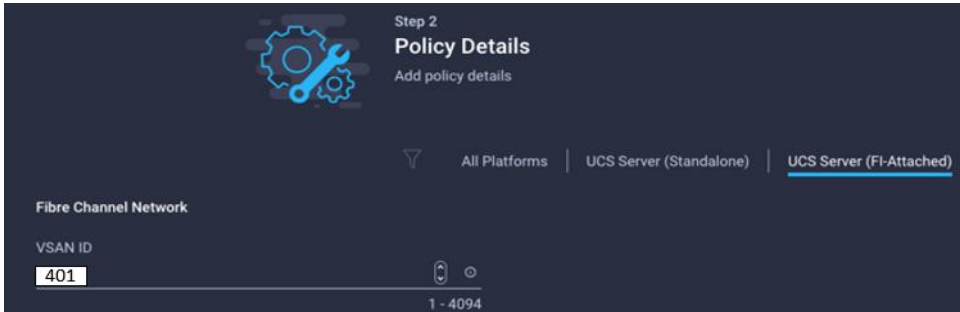 Step 2
Policy Details
Add policy details
All Platforms | UCS Server (Standalone) | UCS Server (FI-Attached)
Fibre Channel Network
VSAN ID
401
1 - 4094